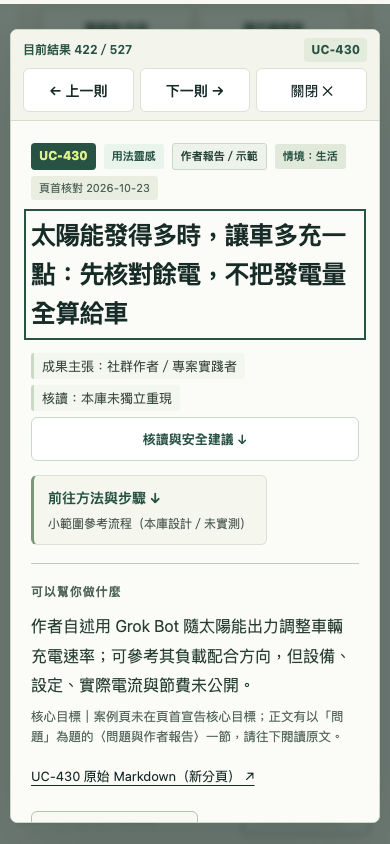 目前結果 422 / 527
UC-430
← 上一則
下一則 →
關閉 ×
UC-430
用法靈感
作者報告 / 示範
情境：生活
頁首核對 2026-10-23
太陽能發得多時，讓車多充一
點：先核對餘電，不把發電量
全算給車
成果主張：社群作者 / 專案實踐者
核讀：本庫未獨立重現
核讀與安全建議 ↓
前往方法與步驟 ↓
小範圍參考流程（本庫設計 / 未實測）
可以幫你做什麼
作者自述用 Grok Bot 隨太陽能出力調整車輛
充電速率；可參考其負載配合方向，但設備、
設定、實際電流與節費未公開。
核心目標｜案例頁未在頁首宣告核心目標；正文有以「問
題」為題的〈問題與作者報告〉一節，請往下閱讀原文。
UC-430 原始 Markdown（新分頁） ↗